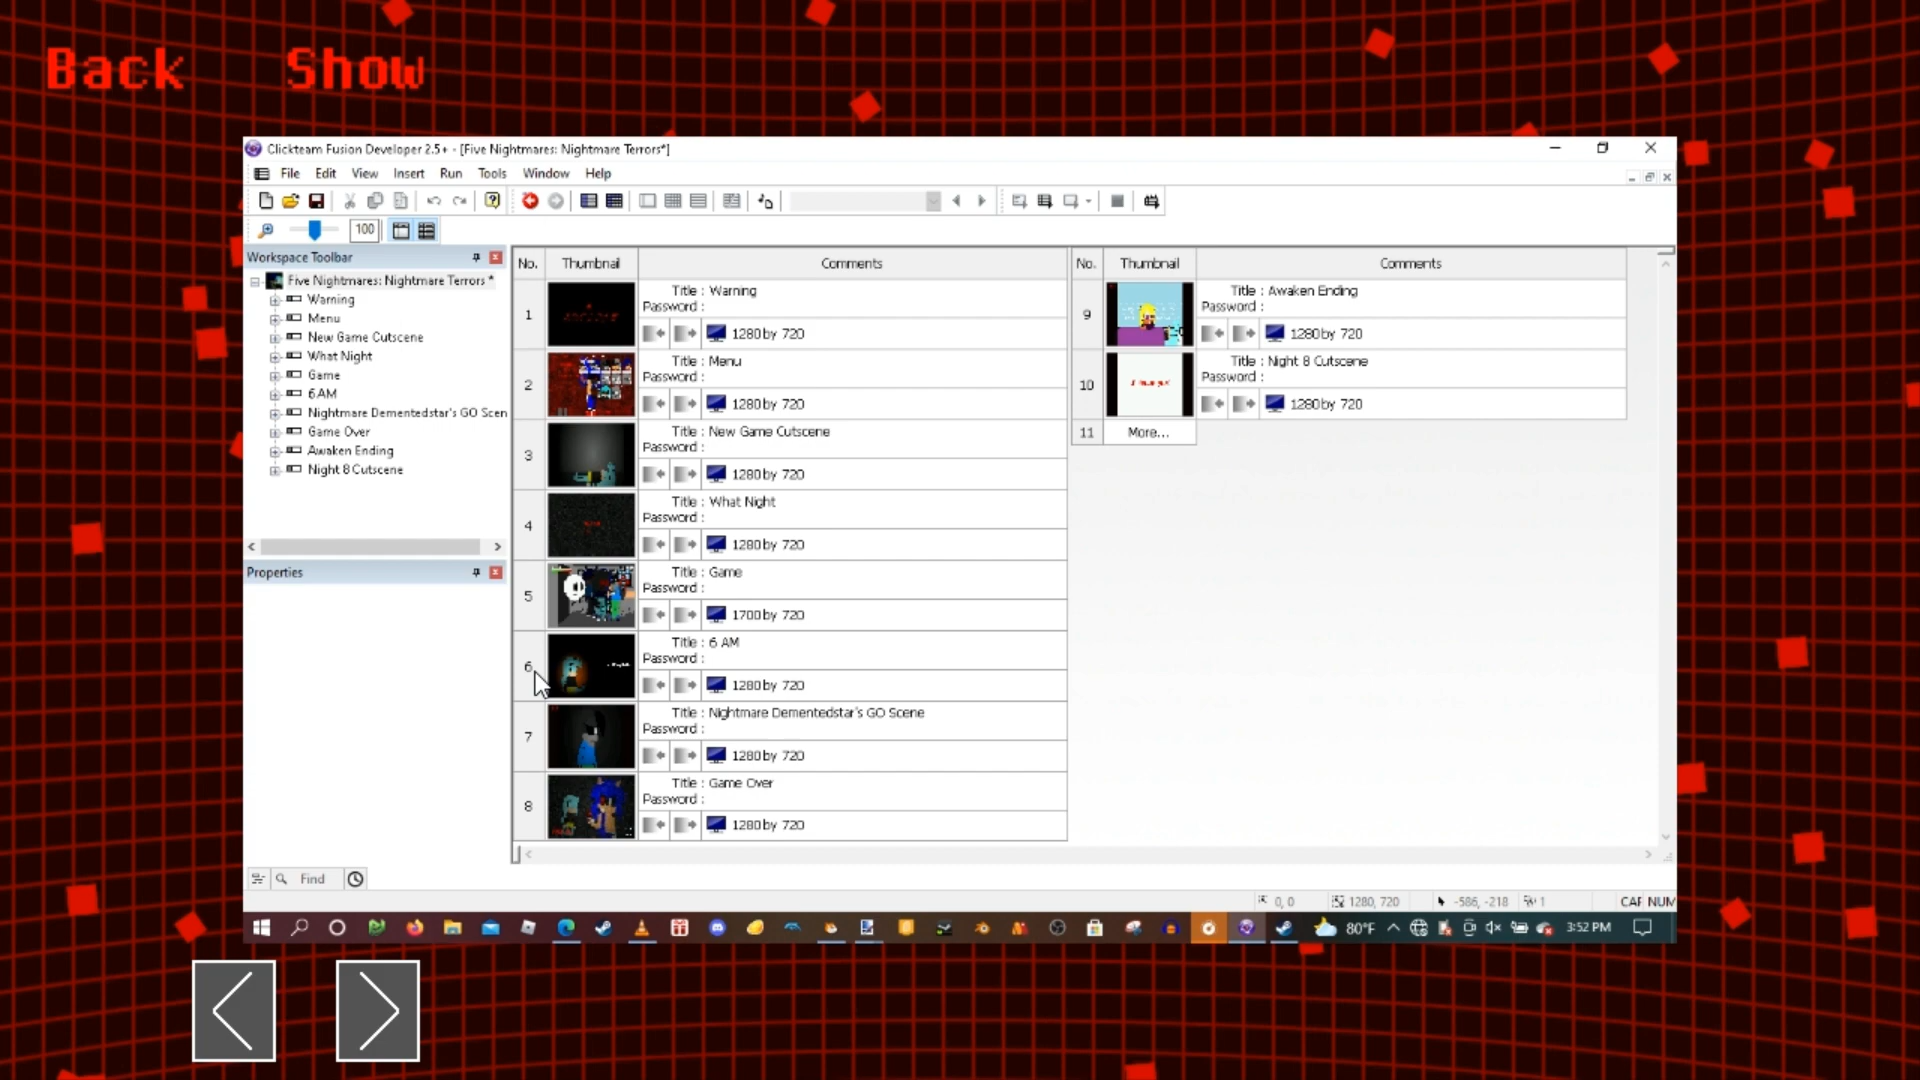 Back Show
Clickteam Fusion Developer 2.5+ - [Five Nightmares: Nightmare Terrors*]
File Edit View Insert Run Tools Window Help
100
Workspace Toolbar
Five Nightmares: Nightmare Terrors *
Warning
Menu
New Game Cutscene
What Night
Game
6 AM
Nightmare Dementedstar's GO Scen
Game Over
Awaken Ending
Night 8 Cutscene
Properties
No. Thumbnail Comments
1
Title : Warning
Password :
1280 by 720
2
Title : Menu
Password :
1280 by 720
3
Title : New Game Cutscene
Password :
1280 by 720
4
Title : What Night
Password :
1280 by 720
5
Title : Game
Password :
1700 by 720
6
Title : 6 AM
Password :
1280 by 720
7
Title : Nightmare Dementedstar's GO Scene
Password :
1280 by 720
8
Title : Game Over
Password :
1280 by 720
No. Thumbnail Comments
9
Title : Awaken Ending
Password :
1280 by 720
10
Title : Night 8 Cutscene
Password :
1280 by 720
11 More...
Find
0, 0 1280, 720 -586, -218 1 CAP NUM
80°F 3:52 PM